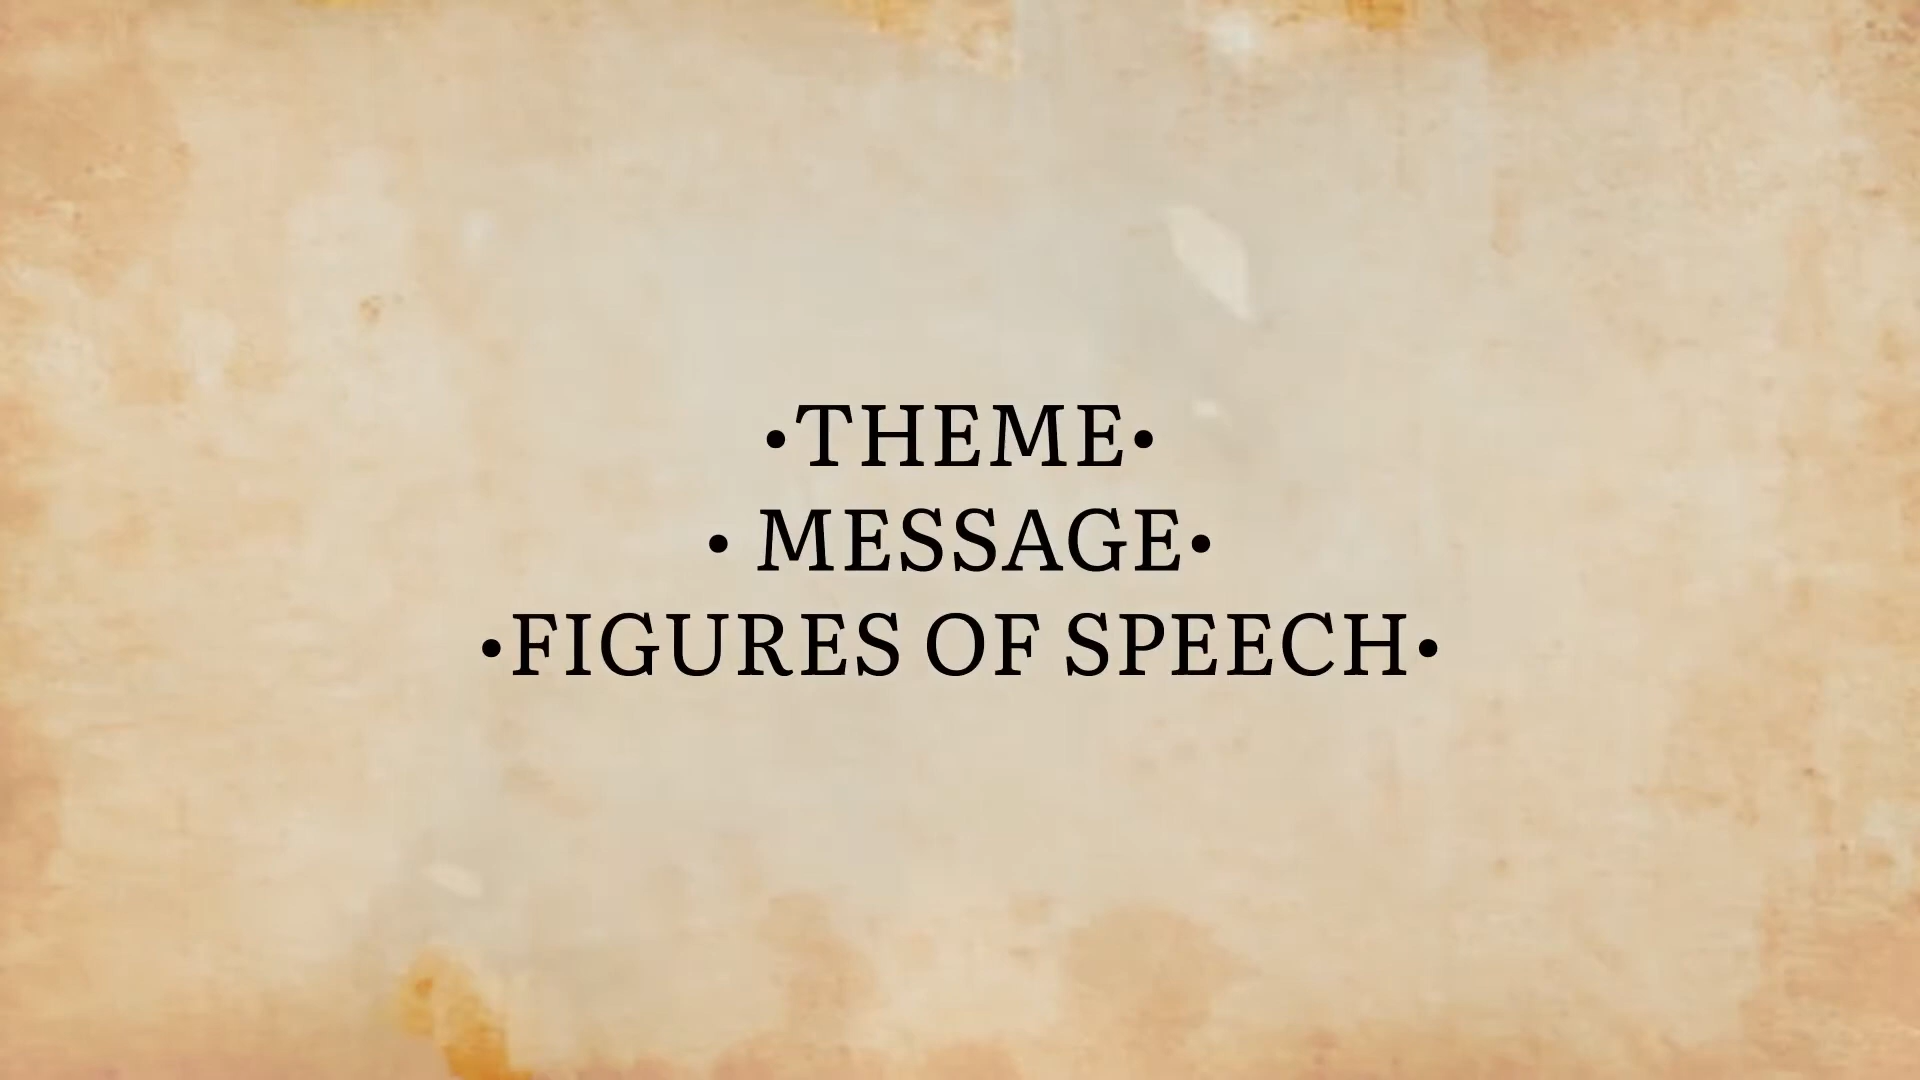 •THEME•
• MESSAGE•
•FIGURES OF SPEECH•